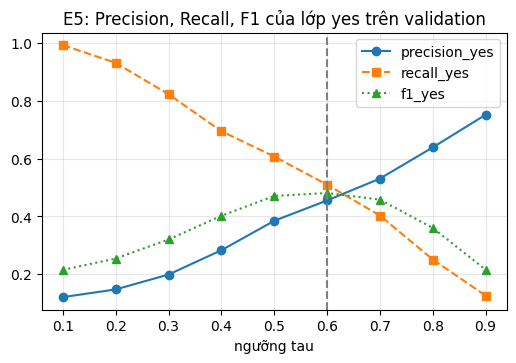 E5: Precision, Recall, F1 của lớp yes trên validation
1.0
0.8
0.6
0.4
0.2
precision_yes
recall_yes
f1_yes
0.1 0.2 0.3 0.4 0.5 0.6 0.7 0.8 0.9
ngưỡng tau